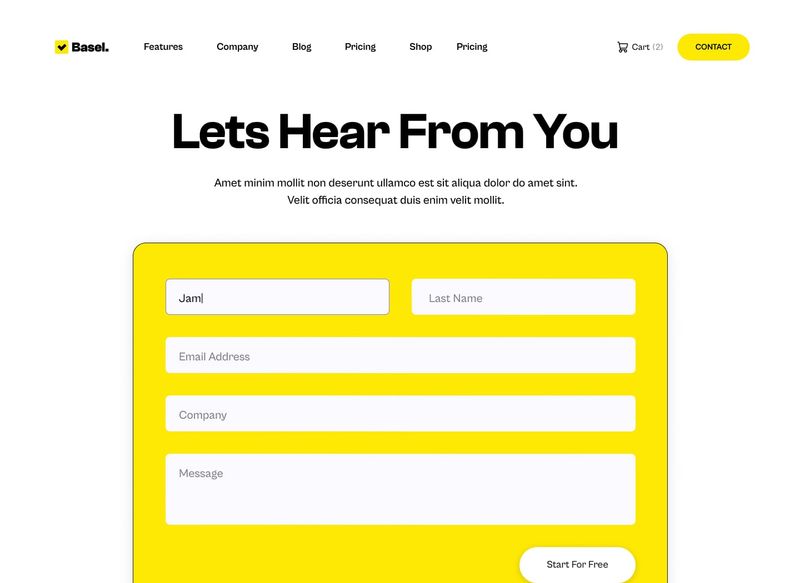 Basel. Features Company Blog Pricing Shop Pricing Cart (2) CONTACT
Lets Hear From You
Amet minim mollit non deserunt ullamco est sit aliqua dolor do amet sint.
Velit officia consequat duis enim velit mollit.
Jam Last Name
Email Address
Company
Message
Start For Free